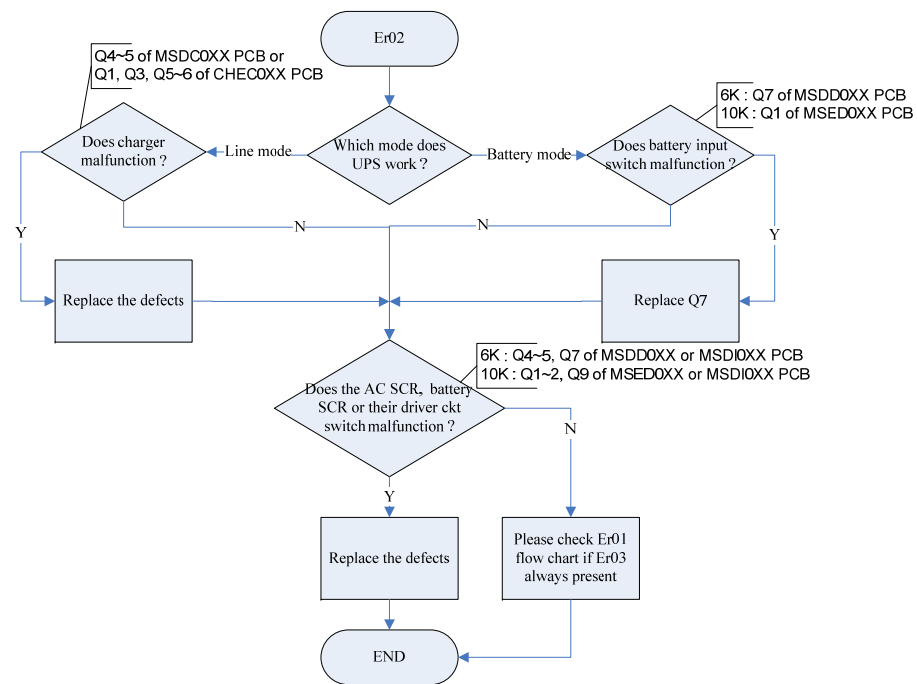 Er02
Q4~5 of MSDC0XX PCB or
Q1, Q3, Q5~6 of CHEC0XX PCB
6K : Q7 of MSDD0XX PCB
10K : Q1 of MSED0XX PCB
Does charger
malfunction ?
Line mode
Which mode does
UPS work ?
Battery mode
Does battery input
switch malfunction ?
Y
N
N
Y
Replace the defects
Replace Q7
6K : Q4~5, Q7 of MSDD0XX or MSDI0XX PCB
10K : Q1~2, Q9 of MSED0XX or MSDI0XX PCB
Does the AC SCR, battery
SCR or their driver ckt
switch malfunction ?
N
Y
Replace the defects
Please check Er01
flow chart if Er03
always present
END